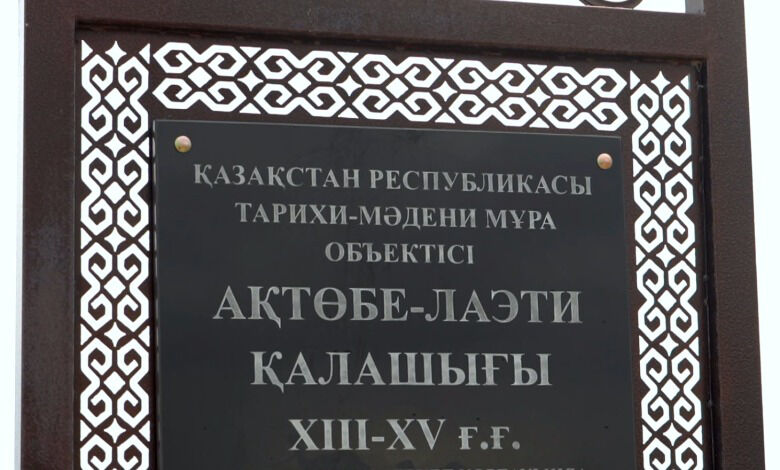 ҚАЗАҚСТАН РЕСПУБЛИКАСЫ
ТАРИХИ-МӘДЕНИ МҰРА
ОБЪЕКТІСІ
АҚТӨБЕ-ЛАЭТИ
ҚАЛАШЫҒЫ
XIII-XV ғ.ғ.